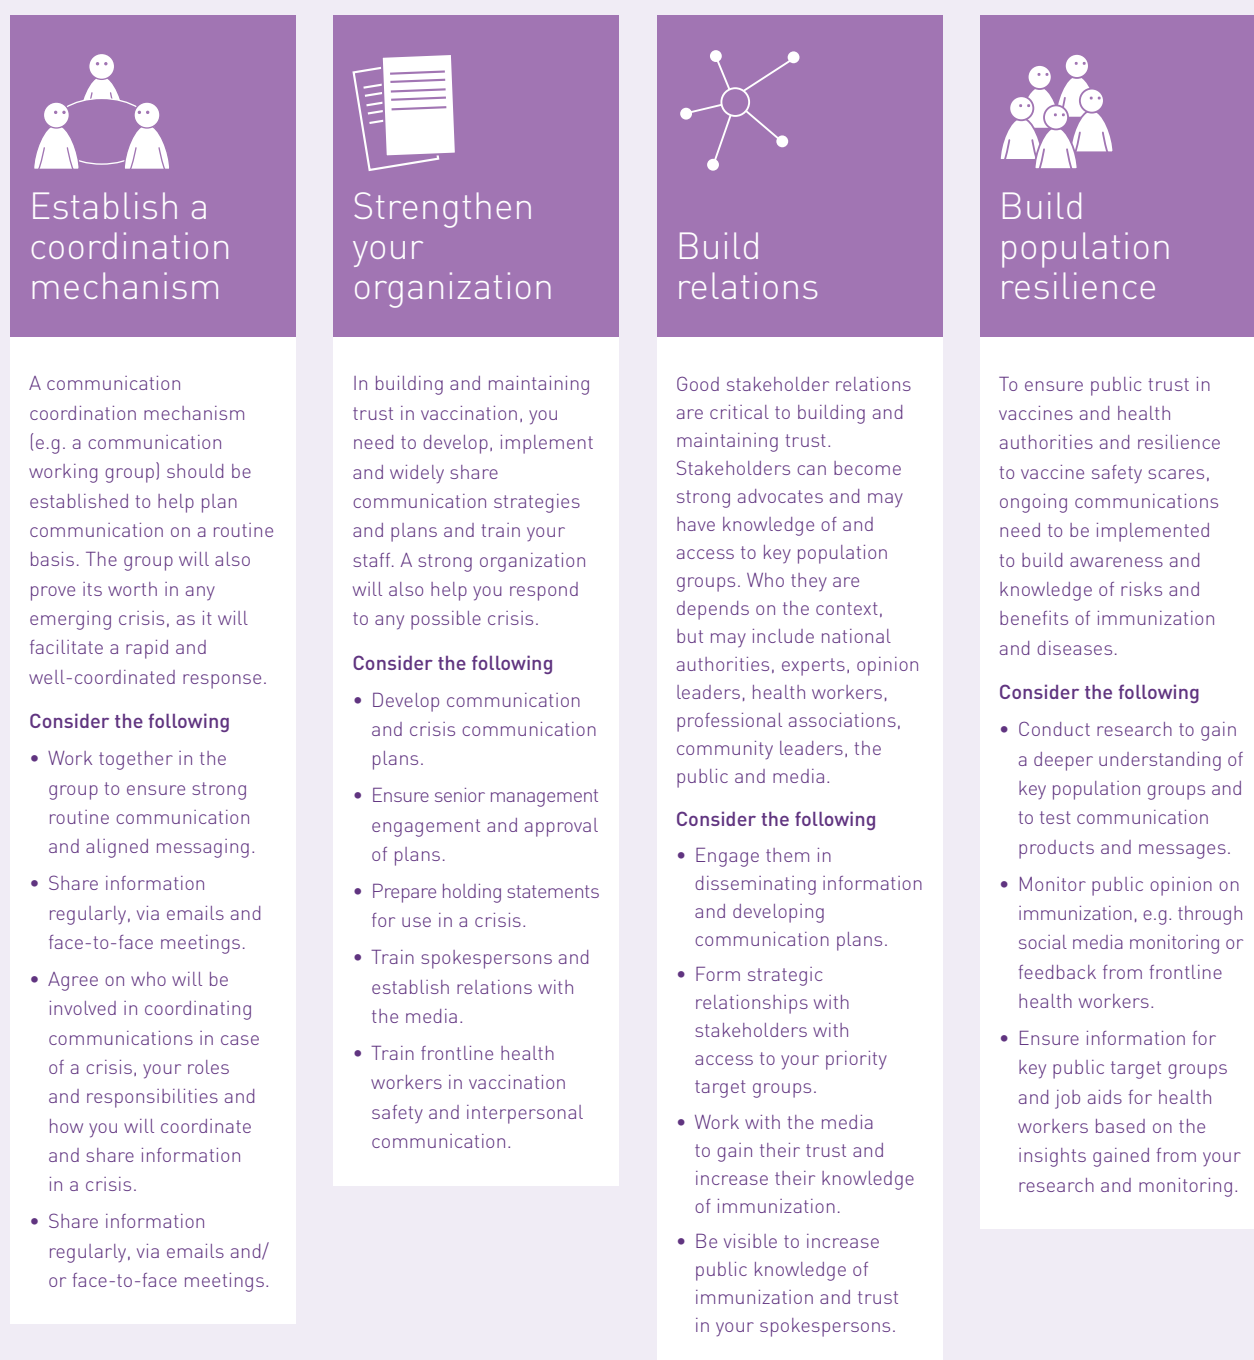 Establish a
coordination
mechanism
A communication
coordination mechanism
(e.g. a communication
working group) should be
established to help plan
communication on a routine
basis. The group will also
prove its worth in any
emerging crisis, as it will
facilitate a rapid and
well-coordinated response.
Consider the following
• Work together in the
group to ensure strong
routine communication
and aligned messaging.
• Share information
regularly, via emails and
face-to-face meetings.
• Agree on who will be
involved in coordinating
communications in case
of a crisis, your roles
and responsibilities and
how you will coordinate
and share information
in a crisis.
• Share information
regularly, via emails and/
or face-to-face meetings.
Strengthen
your
organization
In building and maintaining
trust in vaccination, you
need to develop, implement
and widely share
communication strategies
and plans and train your
staff. A strong organization
will also help you respond
to any possible crisis.
Consider the following
• Develop communication
and crisis communication
plans.
• Ensure senior management
engagement and approval
of plans.
• Prepare holding statements
for use in a crisis.
• Train spokespersons and
establish relations with
the media.
• Train frontline health
workers in vaccination
safety and interpersonal
communication.
Build
relations
Good stakeholder relations
are critical to building and
maintaining trust.
Stakeholders can become
strong advocates and may
have knowledge of and
access to key population
groups. Who they are
depends on the context,
but may include national
authorities, experts, opinion
leaders, health workers,
professional associations,
community leaders, the
public and media.
Consider the following
• Engage them in
disseminating information
and developing
communication plans.
• Form strategic
relationships with
stakeholders with
access to your priority
target groups.
• Work with the media
to gain their trust and
increase their knowledge
of immunization.
• Be visible to increase
public knowledge of
immunization and trust
in your spokespersons.
Build
population
resilience
To ensure public trust in
vaccines and health
authorities and resilience
to vaccine safety scares,
ongoing communications
need to be implemented
to build awareness and
knowledge of risks and
benefits of immunization
and diseases.
Consider the following
• Conduct research to gain
a deeper understanding of
key population groups and
to test communication
products and messages.
• Monitor public opinion on
immunization, e.g. through
social media monitoring or
feedback from frontline
health workers.
• Ensure information for
key public target groups
and job aids for health
workers based on the
insights gained from your
research and monitoring.